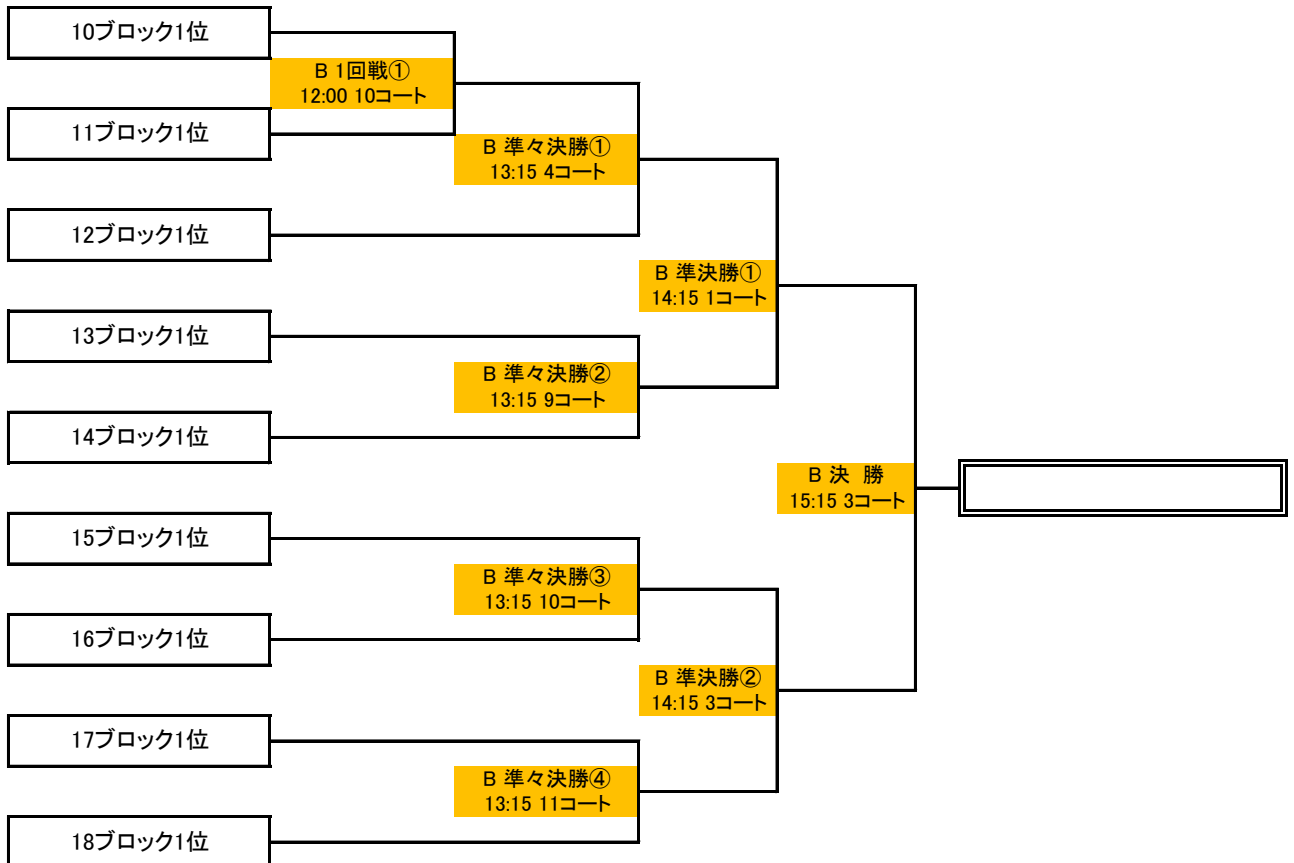 10ブロック1位
B 1回戦①
12:00 10コート
11ブロック1位
B 準々決勝①
13:15 4コート
12ブロック1位
B 準決勝①
14:15 1コート
13ブロック1位
B 準々決勝②
13:15 9コート
14ブロック1位
B 決　勝
15:15 3コート
15ブロック1位
B 準々決勝③
13:15 10コート
16ブロック1位
B 準決勝②
14:15 3コート
17ブロック1位
B 準々決勝④
13:15 11コート
18ブロック1位